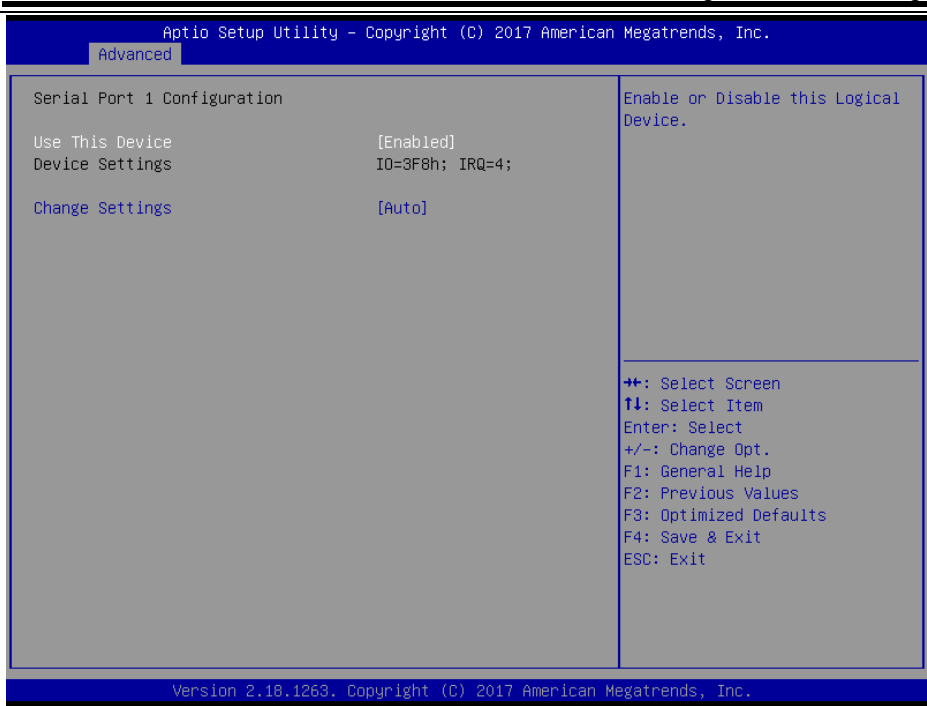 Aptio Setup Utility – Copyright (C) 2017 American Megatrends, Inc.
Advanced
Serial Port 1 Configuration
Use This Device [Enabled]
Device Settings IO=3F8h; IRQ=4;
Change Settings [Auto]
Enable or Disable this Logical
Device.
→←: Select Screen
↑↓: Select Item
Enter: Select
+/-: Change Opt.
F1: General Help
F2: Previous Values
F3: Optimized Defaults
F4: Save & Exit
ESC: Exit
Version 2.18.1263. Copyright (C) 2017 American Megatrends, Inc.